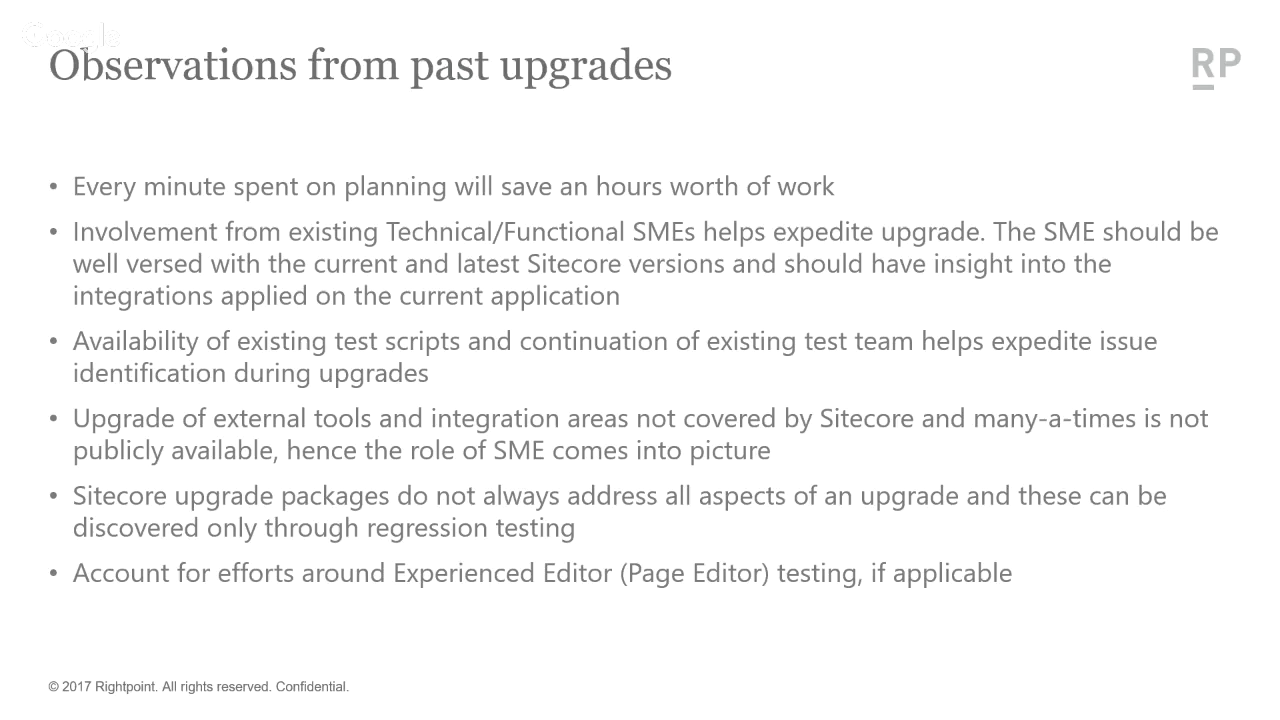 Google
Observations from past upgrades
RP
• Every minute spent on planning will save an hours worth of work
• Involvement from existing Technical/Functional SMEs helps expedite upgrade. The SME should be
well versed with the current and latest Sitecore versions and should have insight into the
integrations applied on the current application
• Availability of existing test scripts and continuation of existing test team helps expedite issue
identification during upgrades
• Upgrade of external tools and integration areas not covered by Sitecore and many-a-times is not
publicly available, hence the role of SME comes into picture
• Sitecore upgrade packages do not always address all aspects of an upgrade and these can be
discovered only through regression testing
• Account for efforts around Experienced Editor (Page Editor) testing, if applicable
© 2017 Rightpoint. All rights reserved. Confidential.